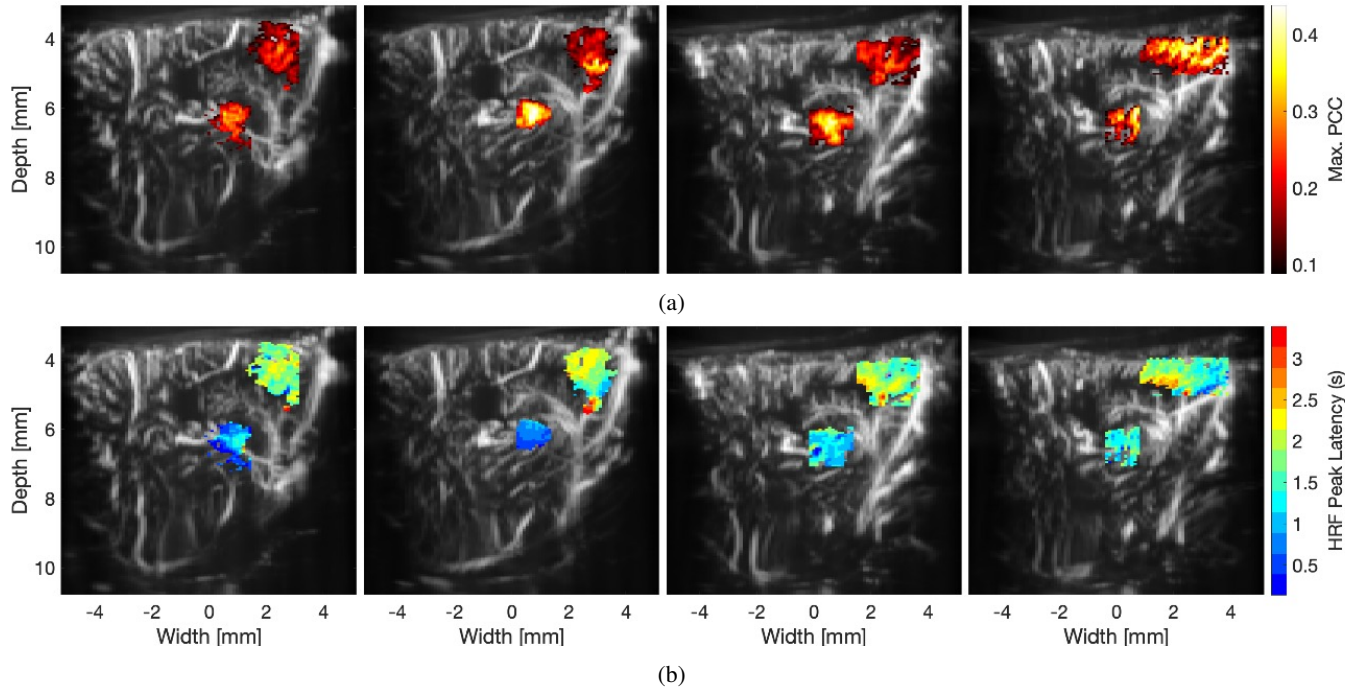 4
6
8
10
Depth [mm]
0.4
0.3
0.2
0.1
Max. PCC
(a)
4
6
8
10
Depth [mm]
3
2.5
2
1.5
1
0.5
HRF Peak Latency (s)
-4 -2 0 2 4 -4 -2 0 2 4 -4 -2 0 2 4 -4 -2 0 2 4
Width [mm] Width [mm] Width [mm] Width [mm]
(b)